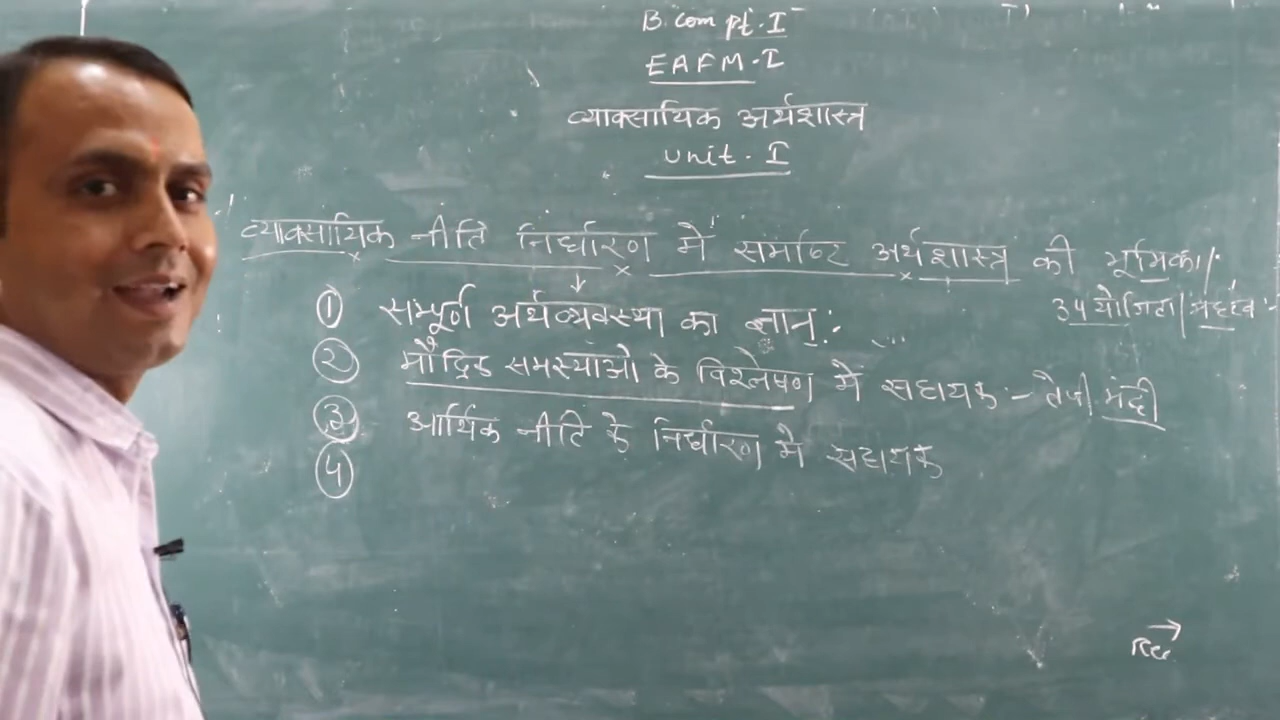 B. com pt. I
EAFM - I
व्यावसायिक अर्थशास्त्र
Unit - I
व्यावसायिक नीति निर्धारण में समष्टि अर्थशास्त्र की भूमिका/
उपयोगिता/महत्व :-
① सम्पूर्ण अर्थव्यवस्था का ज्ञान :-
② मौद्रिक समस्याओं के विश्लेषण में सहायक - तेजी मंदी
③ आर्थिक नीति के निर्धारण में सहायक
④